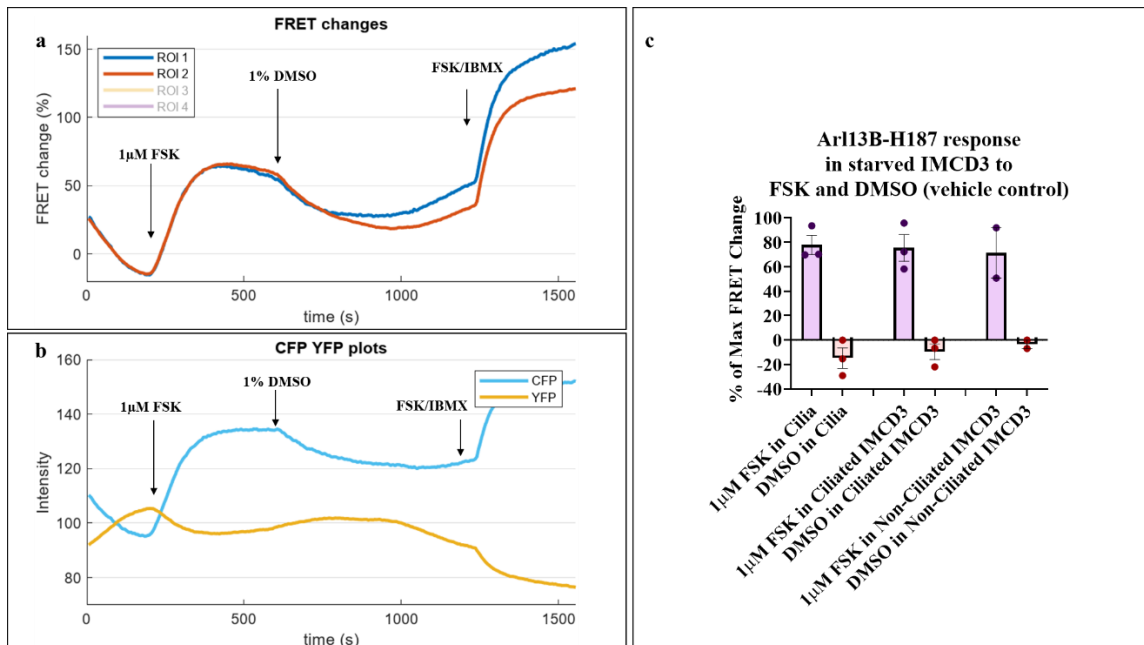 a
FRET changes
150
100
50
0
FRET change (%)
ROI 1
ROI 2
ROI 3
ROI 4
1µM FSK
1% DMSO
FSK/IBMX
0
500
1000
1500
time (s)
b
CFP YFP plots
160
140
120
100
80
Intensity
1µM FSK
1% DMSO
FSK/IBMX
CFP
YFP
0
500
1000
1500
time (s)
c
Arl13B-H187 response
in starved IMCD3 to
FSK and DMSO (vehicle control)
% of Max FRET Change
100
80
60
40
20
0
-20
-40
1µM FSK in Cilia
DMSO in Cilia
1µM FSK in Ciliated IMCD3
DMSO in Ciliated IMCD3
1µM FSK in Non-Ciliated IMCD3
DMSO in Non-Ciliated IMCD3